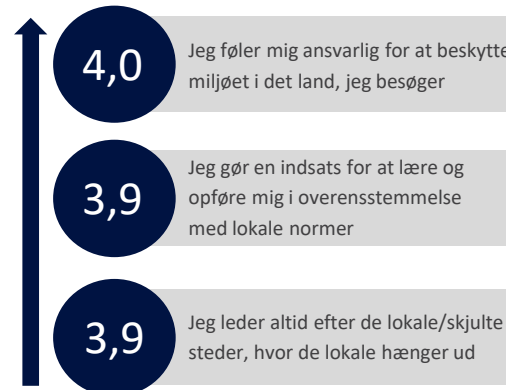 4,0
Jeg føler mig ansvarlig for at beskytte
miljøet i det land, jeg besøger
3,9
Jeg gør en indsats for at lære og
opføre mig i overensstemmelse
med lokale normer
3,9
Jeg leder altid efter de lokale/skjulte
steder, hvor de lokale hænger ud